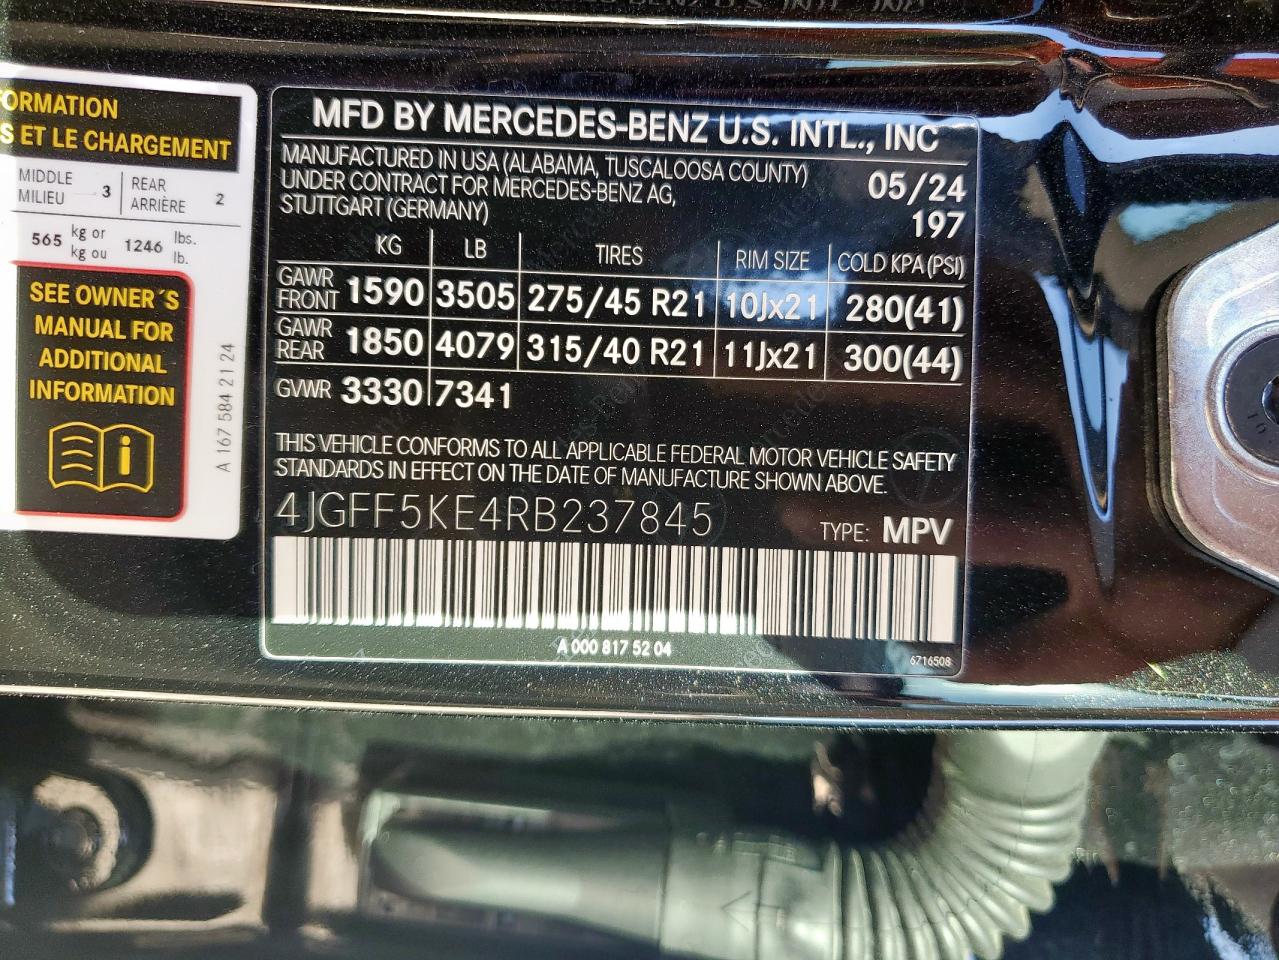 ORMATION
S ET LE CHARGEMENT
MIDDLE
MILIEU 3
REAR
ARRIÈRE 2
565 kg or 1246 lbs.
kg ou lb.
SEE OWNER´S
MANUAL FOR
ADDITIONAL
INFORMATION
A 167 584 21 24
MFD BY MERCEDES-BENZ U.S. INTL., INC
MANUFACTURED IN USA (ALABAMA, TUSCALOOSA COUNTY)
UNDER CONTRACT FOR MERCEDES-BENZ AG,
STUTTGART (GERMANY)
05/24
197
KG LB TIRES RIM SIZE COLD KPA (PSI)
GAWR FRONT 1590 3505 275/45 R21 10Jx21 280(41)
GAWR REAR 1850 4079 315/40 R21 11Jx21 300(44)
GVWR 3330 7341
THIS VEHICLE CONFORMS TO ALL APPLICABLE FEDERAL MOTOR VEHICLE SAFETY
STANDARDS IN EFFECT ON THE DATE OF MANUFACTURE SHOWN ABOVE.
4JGFF5KE4RB237845 TYPE: MPV
A 000 817 52 04
6716508